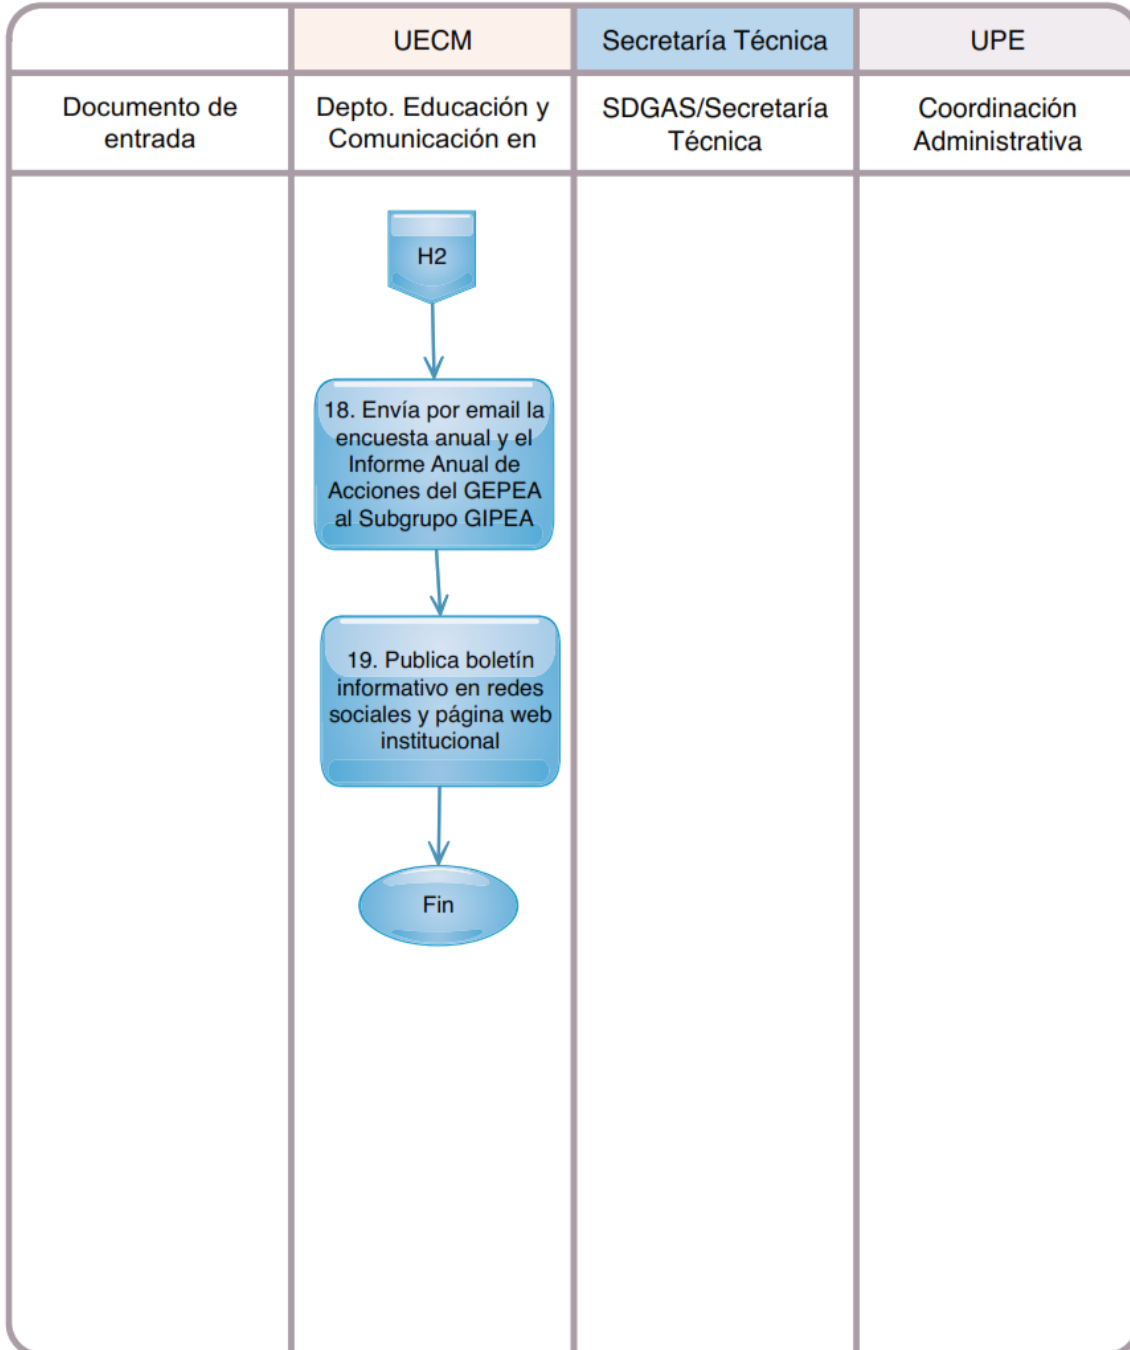 UECM
Secretaría Técnica
UPE
Documento de
entrada
Depto. Educación y
Comunicación en
SDGAS/Secretaría
Técnica
Coordinación
Administrativa
H2
18. Envía por email la
encuesta anual y el
Informe Anual de
Acciones del GEPEA
al Subgrupo GIPEA
19. Publica boletín
informativo en redes
sociales y página web
institucional
Fin